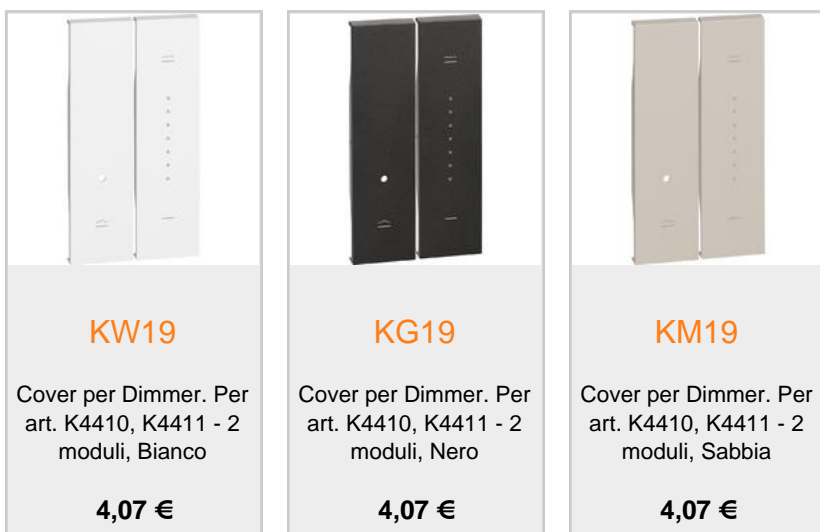 KW19
Cover per Dimmer. Per
art. K4410, K4411 - 2
moduli, Bianco
4,07 €
KG19
Cover per Dimmer. Per
art. K4410, K4411 - 2
moduli, Nero
4,07 €
KM19
Cover per Dimmer. Per
art. K4410, K4411 - 2
moduli, Sabbia
4,07 €